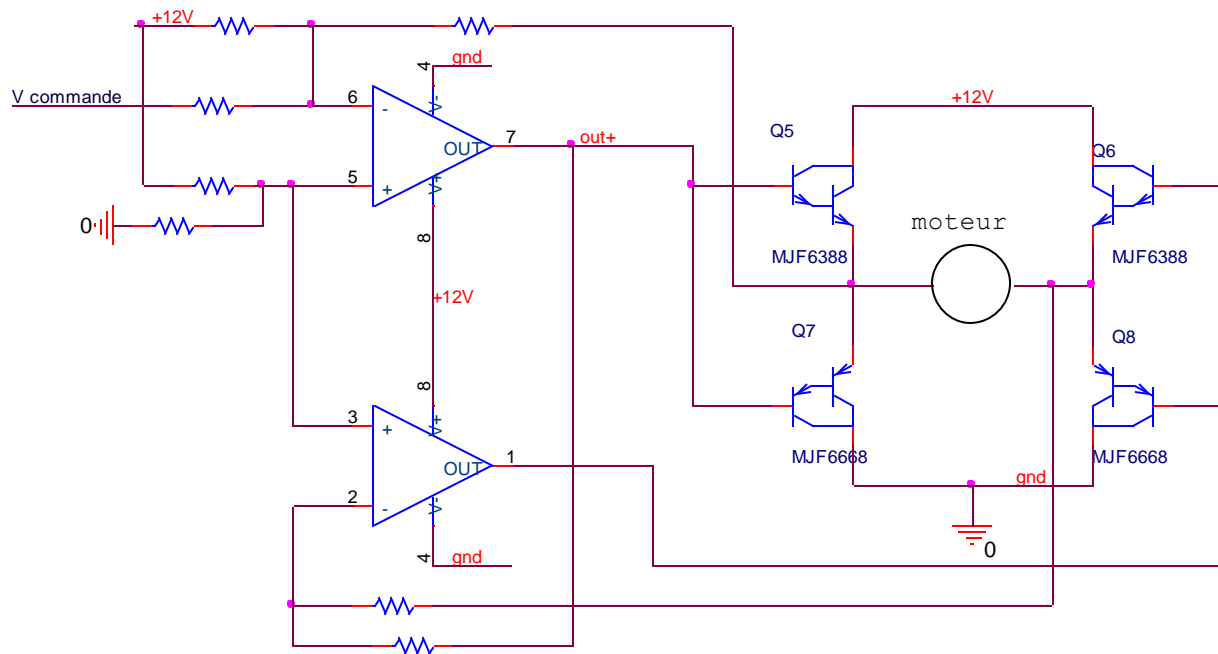 +12V
gnd
4
V-
V commande
6
-
+12V
Q5
7
out+
OUT
Q6
5
+
V+
0
8
moteur
MJF6388
MJF6388
+12V
Q7
Q8
8
V+
3
+
OUT
1
MJF6668
MJF6668
gnd
2
-
V-
4
gnd
0